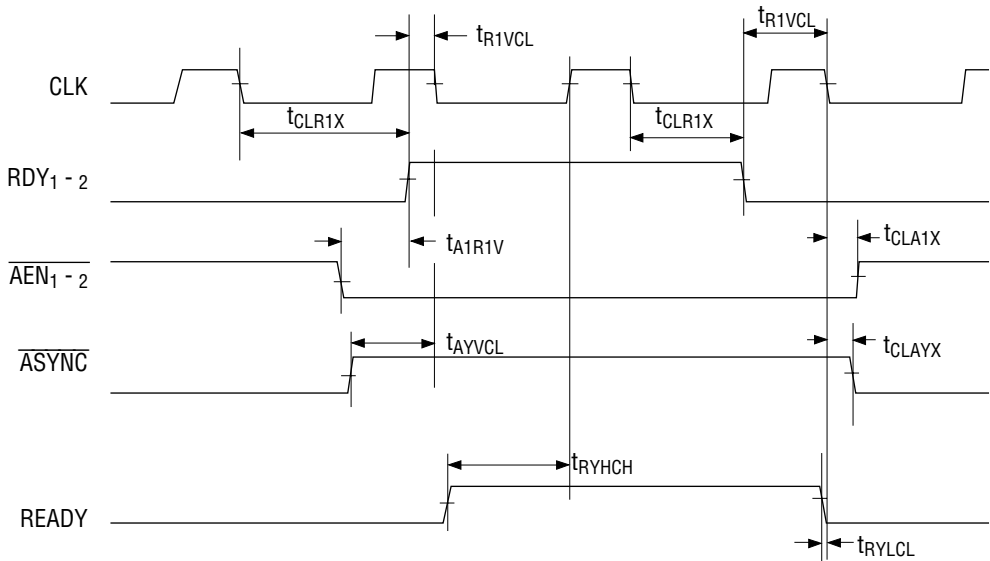 tR1VCL
tR1VCL
CLK
tCLR1X
tCLR1X
RDY1 - 2
tA1R1V
tCLA1X
AEN1 - 2
tAYVCL
tCLAYX
ASYNC
tRYHCH
READY
tRYLCL